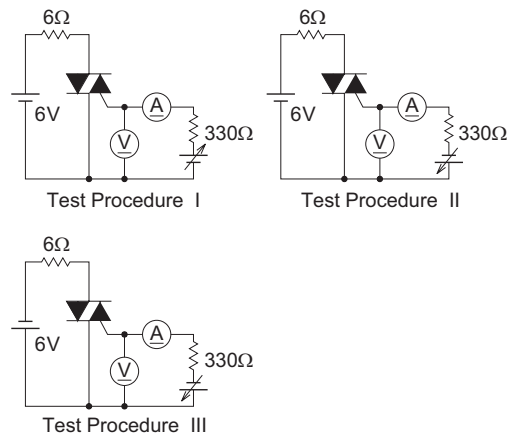 6Ω
6V
A
V
330Ω
Test Procedure I
6Ω
6V
A
V
330Ω
Test Procedure II
6Ω
6V
A
V
330Ω
Test Procedure III